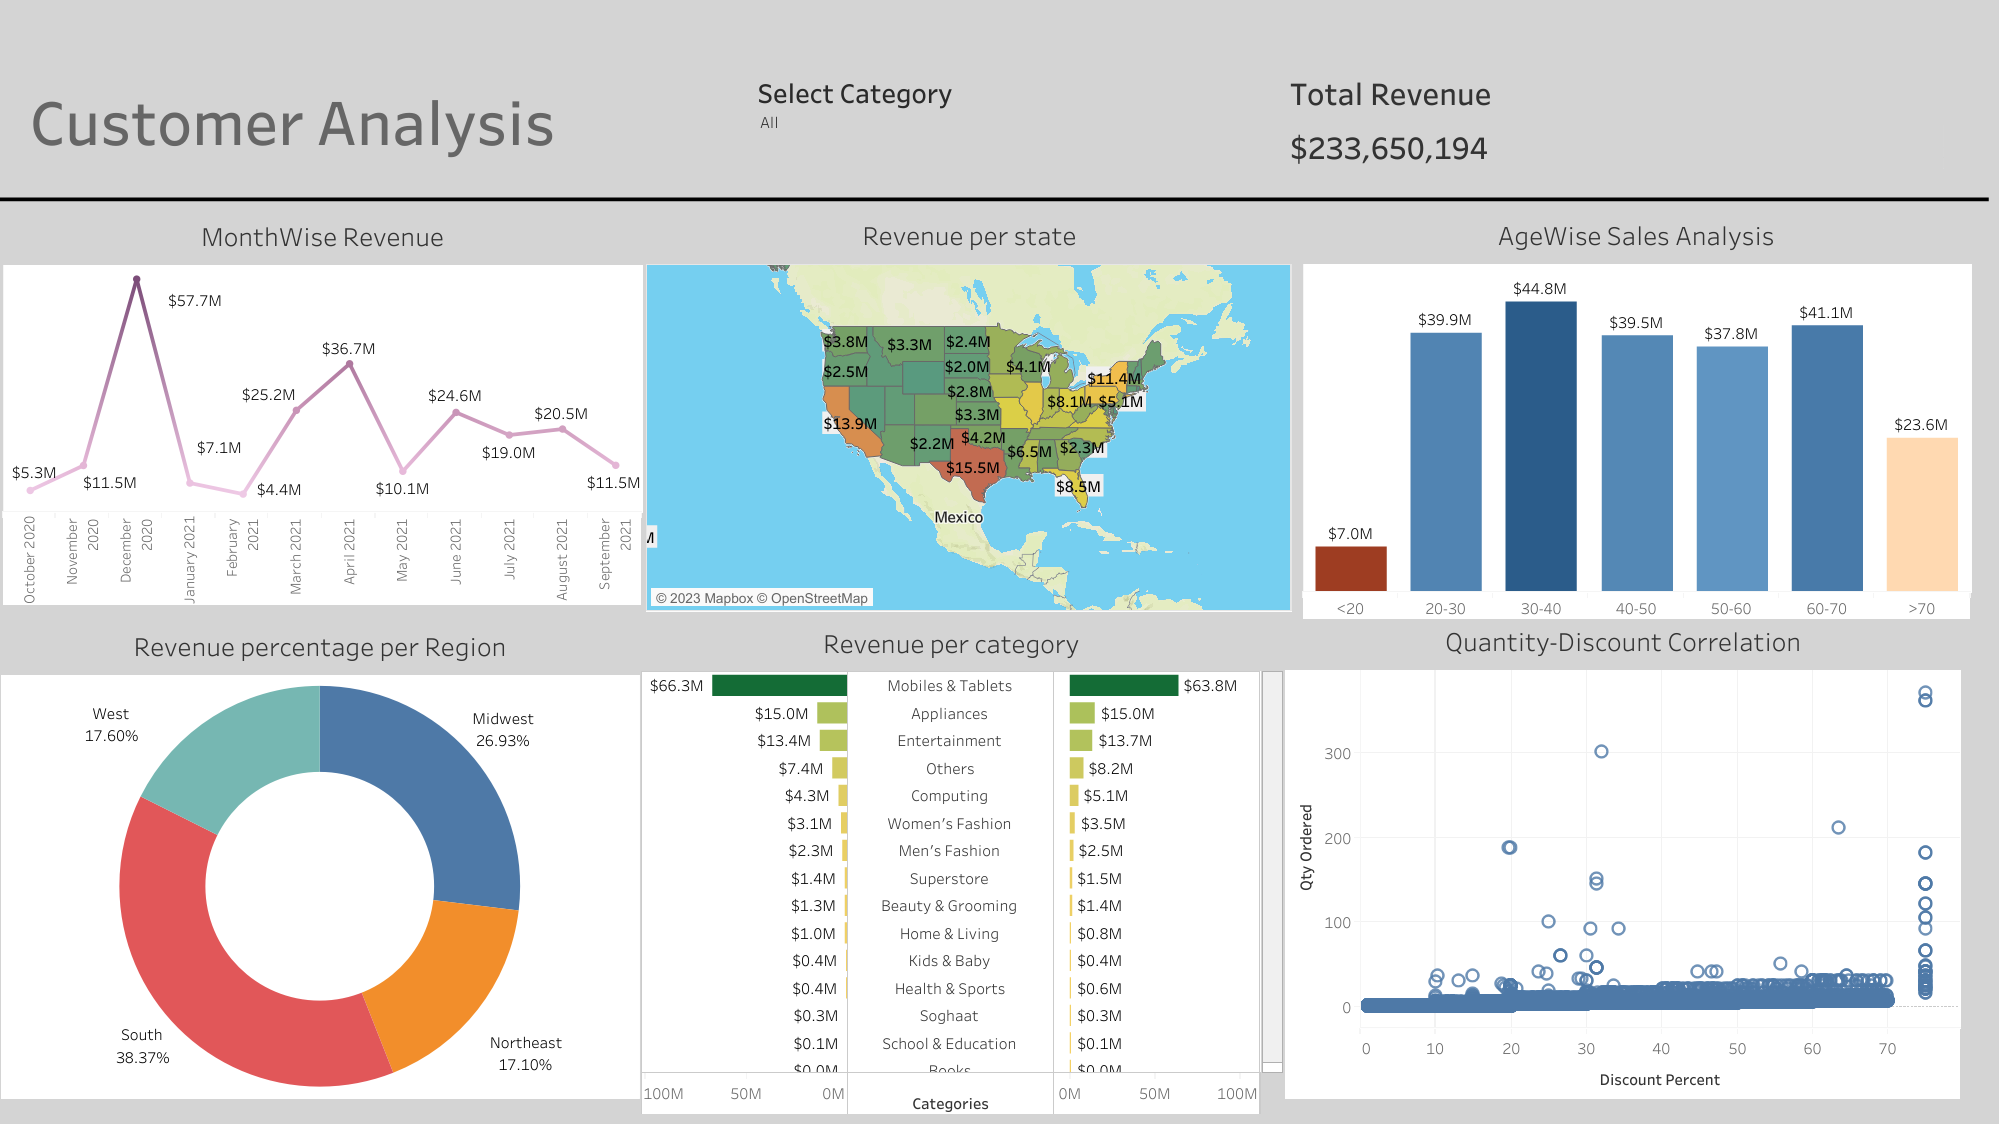 Customer Analysis
Select Category
All
Total Revenue
$233,650,194
MonthWise Revenue
$5.3M
$11.5M
$57.7M
$7.1M
$4.4M
$25.2M
$36.7M
$10.1M
$24.6M
$19.0M
$20.5M
$11.5M
October 2020
November
2020
December
2020
January 2021
February
2021
March 2021
April 2021
May 2021
June 2021
July 2021
August 2021
September
2021
Revenue per state
$3.8M
$3.3M
$2.4M
$2.5M
$2.0M
$4.1M
$11.4M
$2.8M
$8.1M
$5.1M
$13.9M
$3.3M
$2.2M
$4.2M
$6.5M
$2.3M
$15.5M
$8.5M
Mexico
M
© 2023 Mapbox © OpenStreetMap
AgeWise Sales Analysis
$7.0M
$39.9M
$44.8M
$39.5M
$37.8M
$41.1M
$23.6M
<20
20-30
30-40
40-50
50-60
60-70
>70
Revenue percentage per Region
West
17.60%
Midwest
26.93%
South
38.37%
Northeast
17.10%
Revenue per category
$66.3M Mobiles & Tablets $63.8M
$15.0M Appliances $15.0M
$13.4M Entertainment $13.7M
$7.4M Others $8.2M
$4.3M Computing $5.1M
$3.1M Women's Fashion $3.5M
$2.3M Men's Fashion $2.5M
$1.4M Superstore $1.5M
$1.3M Beauty & Grooming $1.4M
$1.0M Home & Living $0.8M
$0.4M Kids & Baby $0.4M
$0.4M Health & Sports $0.6M
$0.3M Soghaat $0.3M
$0.1M School & Education $0.1M
$0.0M Books $0.0M
100M 50M 0M
Categories
0M 50M 100M
Quantity-Discount Correlation
Qty Ordered
300
200
100
0
0 10 20 30 40 50 60 70
Discount Percent